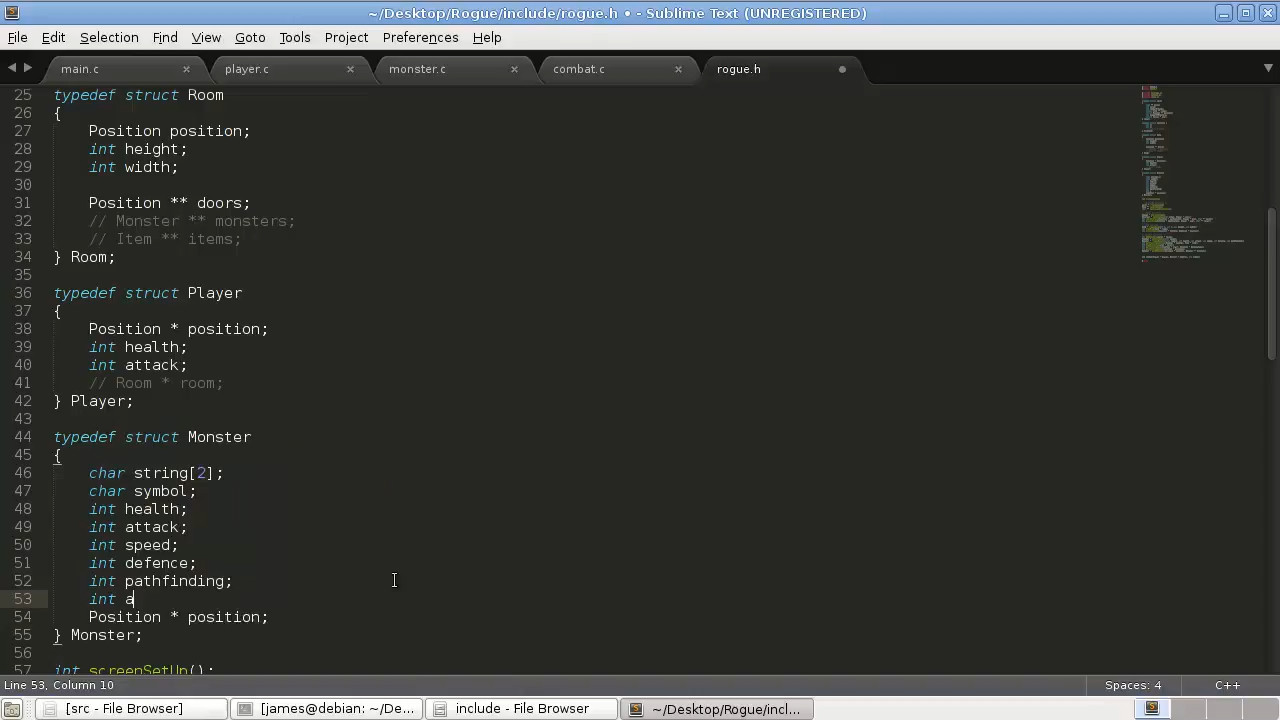 ~/Desktop/Rogue/include/rogue.h • - Sublime Text (UNREGISTERED)
File Edit Selection Find View Goto Tools Project Preferences Help
main.c × player.c × monster.c × combat.c × rogue.h
25 typedef struct Room
26 {
27 Position position;
28 int height;
29 int width;
30
31 Position ** doors;
32 // Monster ** monsters;
33 // Item ** items;
34 } Room;
35
36 typedef struct Player
37 {
38 Position * position;
39 int health;
40 int attack;
41 // Room * room;
42 } Player;
43
44 typedef struct Monster
45 {
46 char string[2];
47 char symbol;
48 int health;
49 int attack;
50 int speed;
51 int defence;
52 int pathfinding;
53 int a
54 Position * position;
55 } Monster;
56
57 int screenSetUp();
Line 53, Column 10 Spaces: 4 C++
[src - File Browser] [james@debian: ~/De... include - File Browser ~/Desktop/Rogue/incl...